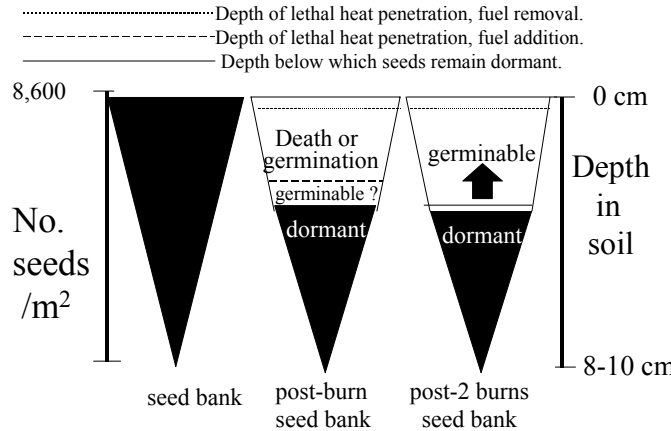 Depth of lethal heat penetration, fuel removal.
Depth of lethal heat penetration, fuel addition.
Depth below which seeds remain dormant.
8,600
0 cm
Death or
germination
germinable ?
dormant
germinable
dormant
No.
seeds
/m²
Depth
in
soil
8-10 cm
seed bank
post-burn
seed bank
post-2 burns
seed bank